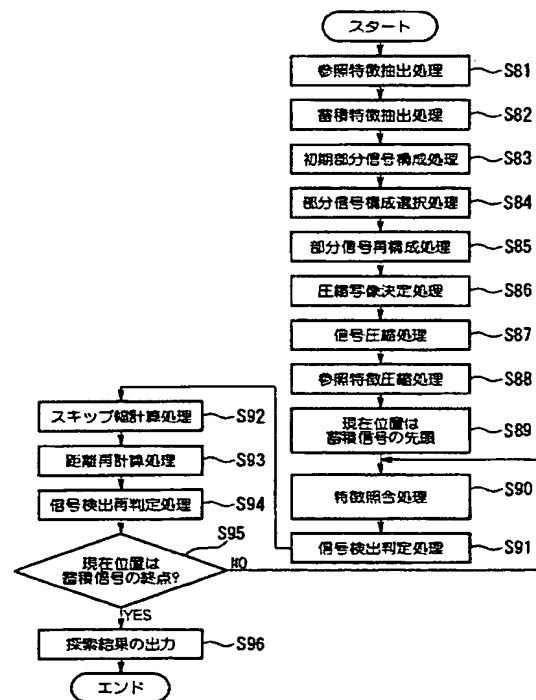 スタート
参照特徴抽出処理
S81
蓄積特徴抽出処理
S82
初期部分信号構成処理
S83
部分信号構成選択処理
S84
部分信号再構成処理
S85
圧縮写像決定処理
S86
信号圧縮処理
S87
参照特徴圧縮処理
S88
現在位置は
蓄積信号の先頭
S89
特徴照合処理
S90
信号検出判定処理
S91
スキップ幅計算処理
S92
距離再計算処理
S93
信号検出再判定処理
S94
S95
現在位置は
蓄積信号の終点?
NO
YES
探索結果の出力
S96
エンド